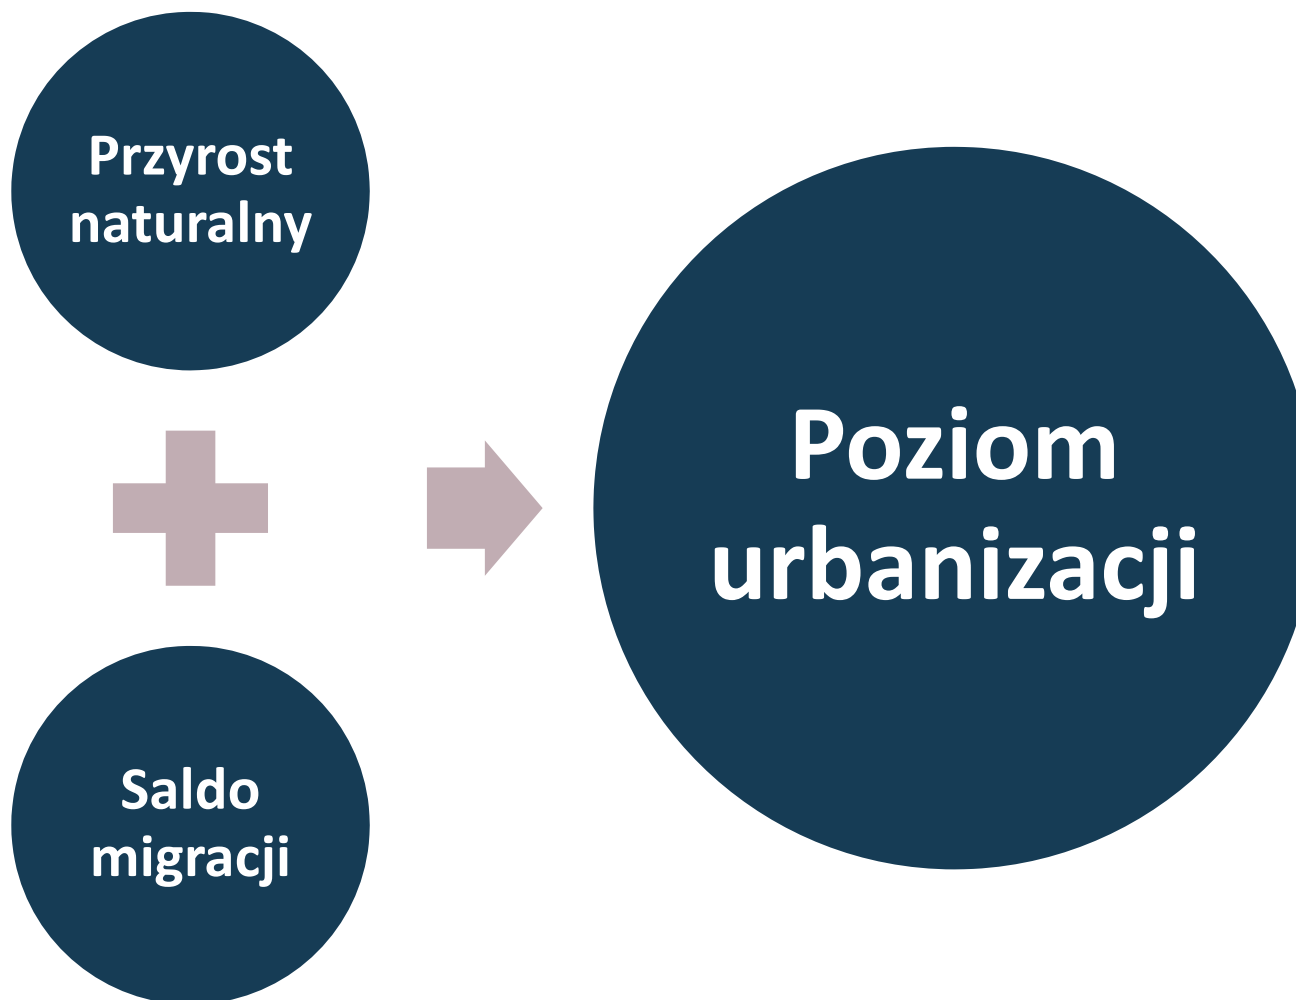 Przyrost
naturalny
Saldo
migracji
Poziom
urbanizacji